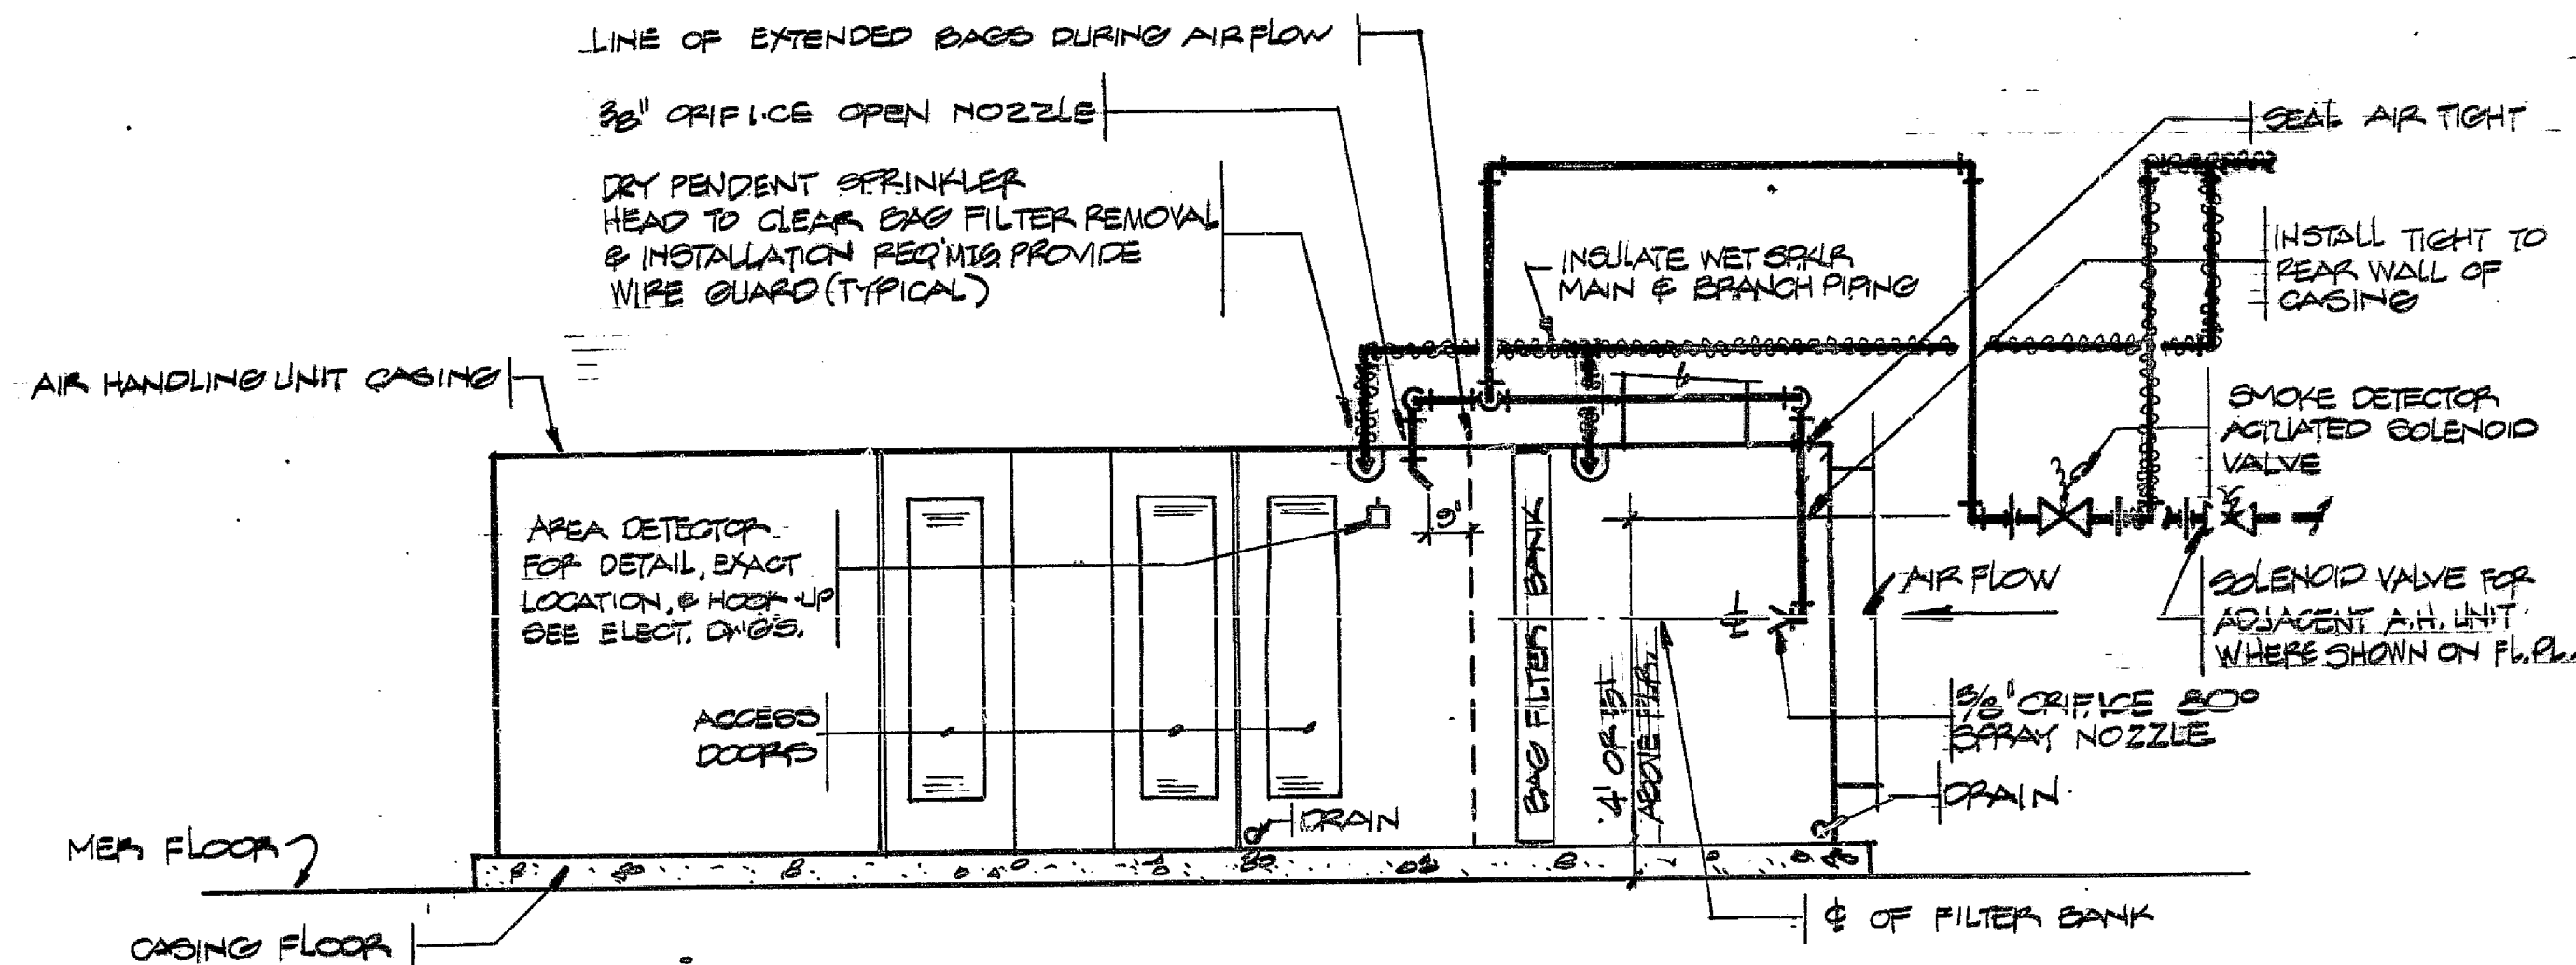 LINE OF EXTENDED BAGS DURING AIR FLOW
3/8" ORIFICE OPEN NOZZLE
DRY PENDENT SPRINKLER
HEAD TO CLEAR BAG FILTER REMOVAL
& INSTALLATION REQ'MTS. PROVIDE
WIRE GUARD (TYPICAL)
AIR HANDLING UNIT CASING
INSULATE WET SPKLR
MAIN & BRANCH PIPING
SEAL AIR TIGHT
INSTALL TIGHT TO
REAR WALL OF
CASING
SMOKE DETECTOR
ACTUATED SOLENOID
VALVE
AREA DETECTOR
FOR DETAIL, EXACT
LOCATION, & HOOK-UP
SEE ELECT. DWGS.
9"
BAG FILTER BANK
4' OR
ABOVE FLR.
AIR FLOW
SOLENOID VALVE FOR
ADJACENT A.H. UNIT
WHERE SHOWN ON FL. PL.
3/8" ORIFICE 80°
SPRAY NOZZLE
ACCESS
DOORS
DRAIN
DRAIN
MER FLOOR
CASING FLOOR
℄ OF FILTER BANK